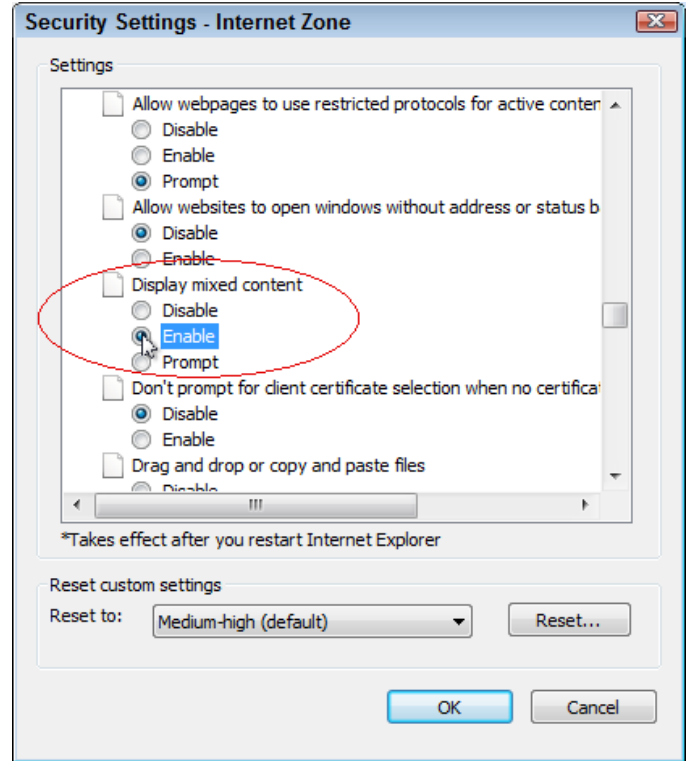 Security Settings - Internet Zone
Settings
Allow webpages to use restricted protocols for active conten
Disable
Enable
Prompt
Allow websites to open windows without address or status b
Disable
Enable
Display mixed content
Disable
Enable
Prompt
Don't prompt for client certificate selection when no certifica
Disable
Enable
Drag and drop or copy and paste files
Disable
*Takes effect after you restart Internet Explorer
Reset custom settings
Reset to: Medium-high (default) Reset...
OK Cancel